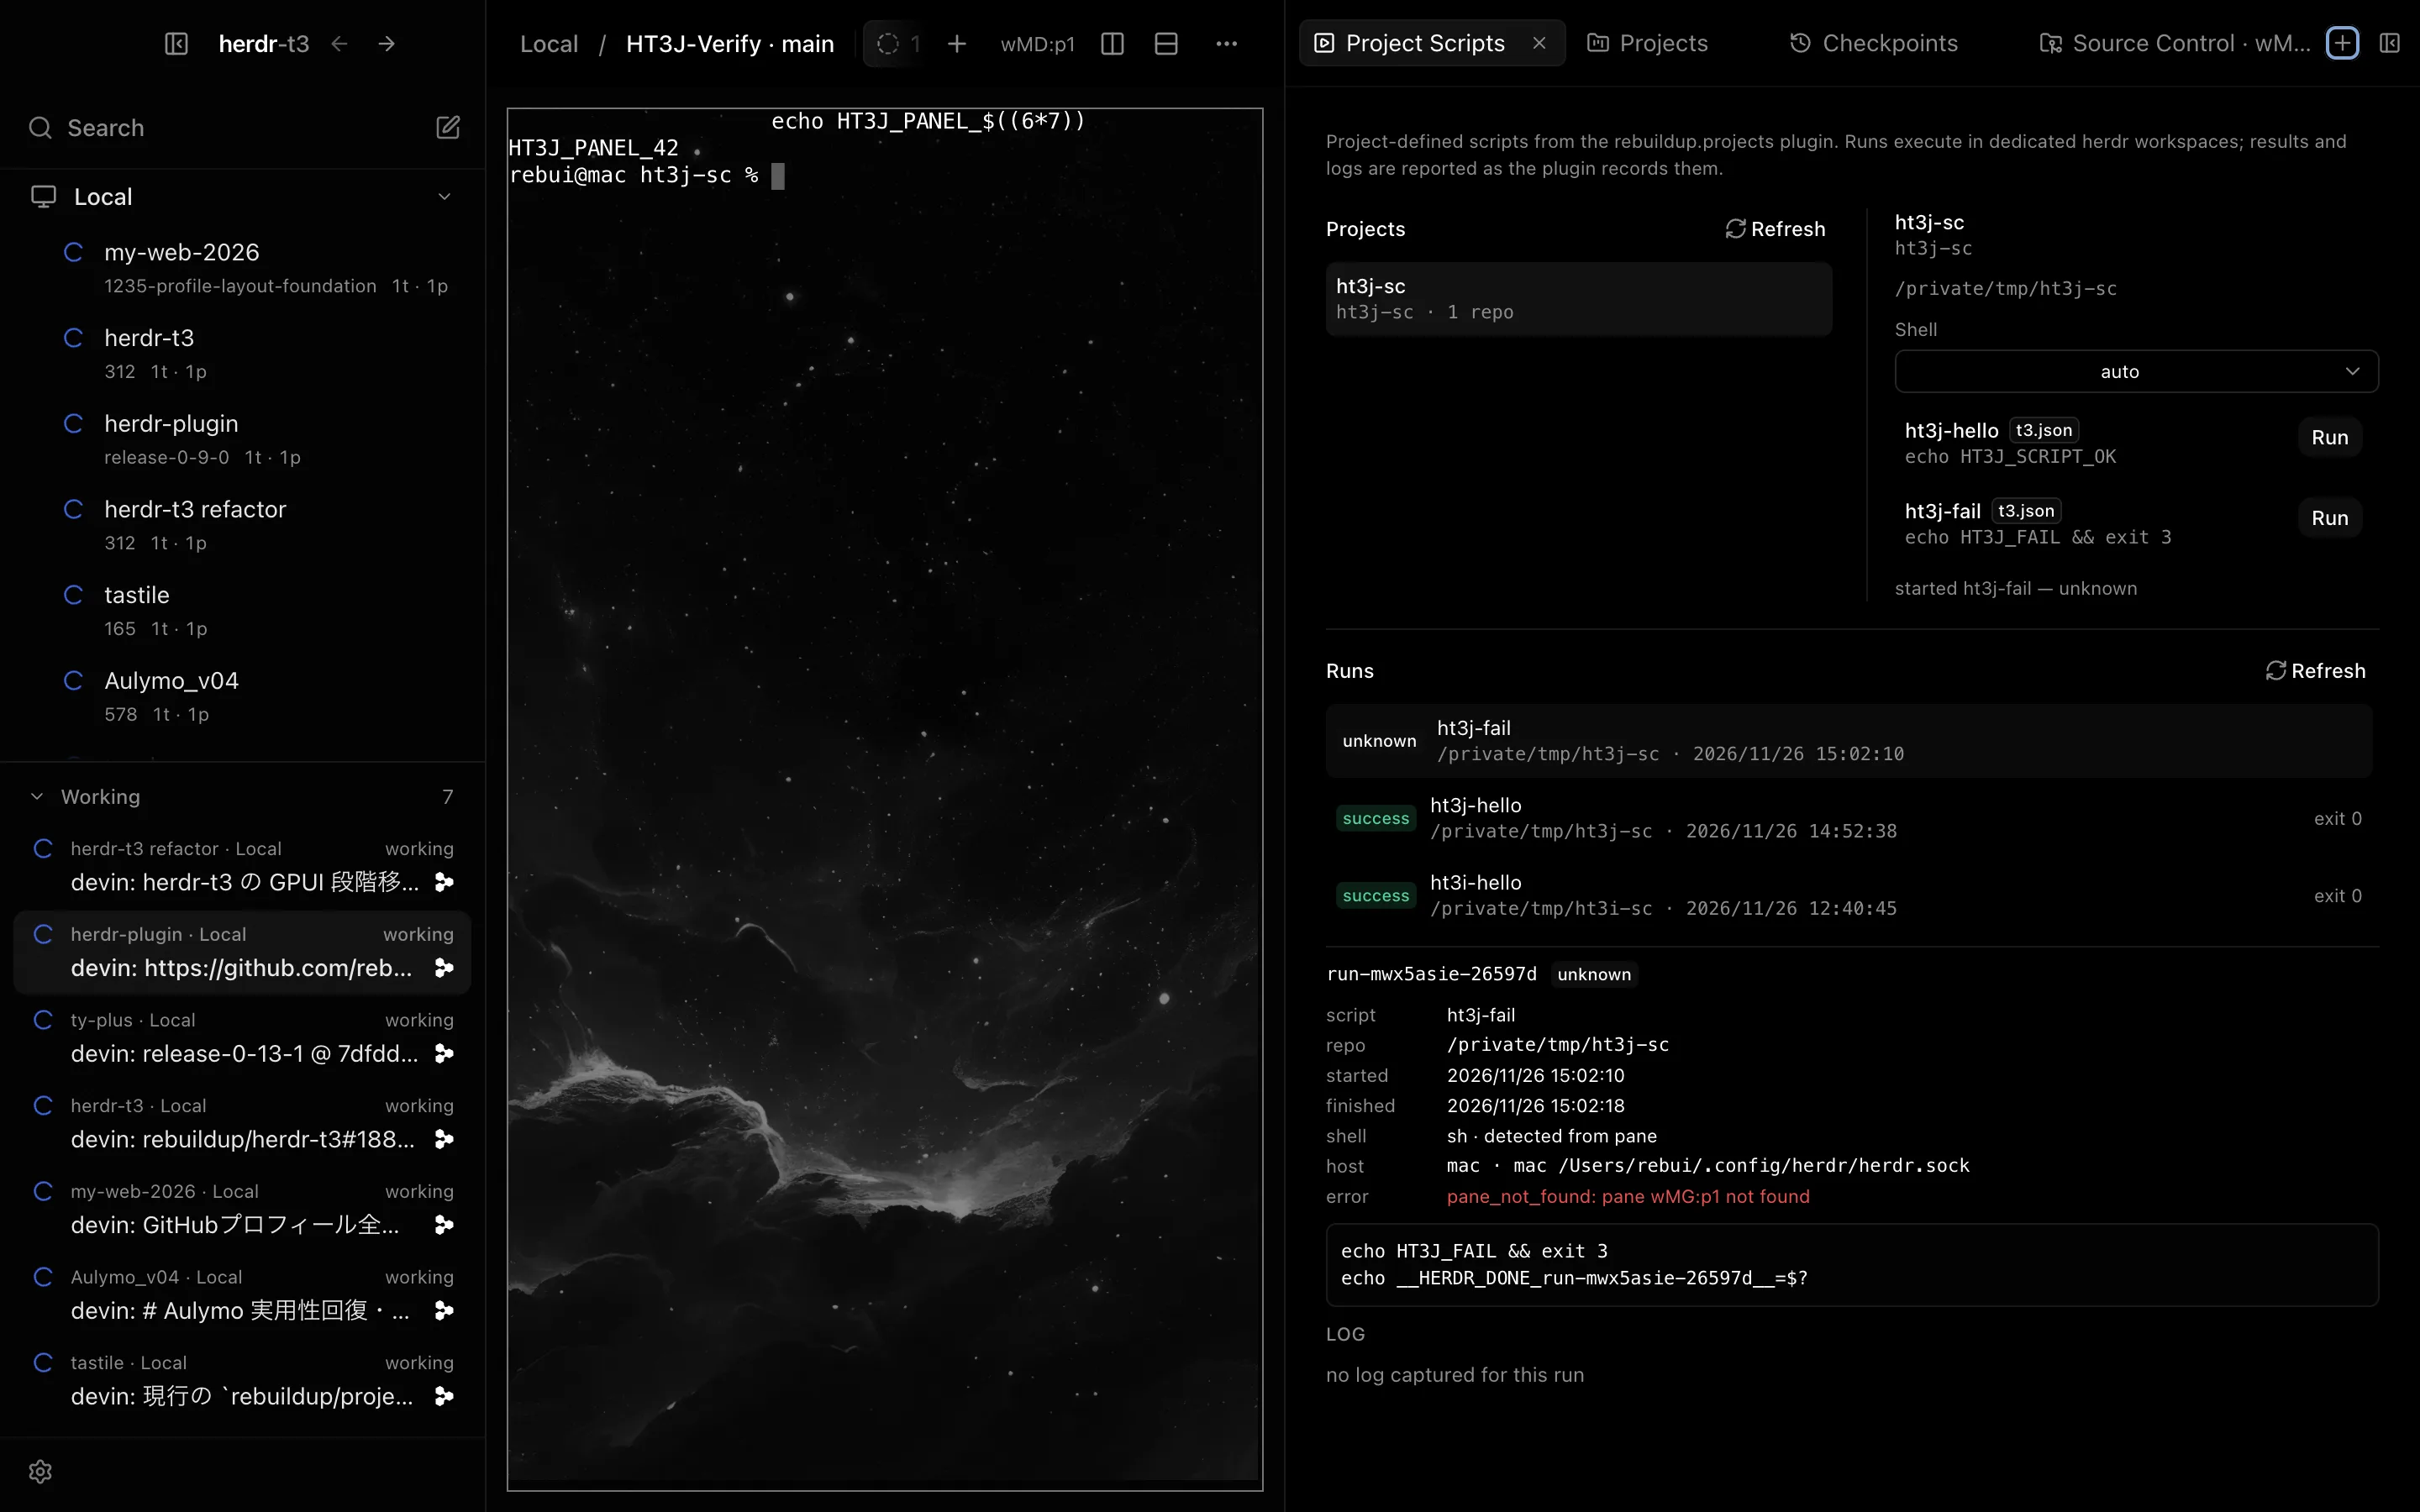 herdr-t3
Search
Local
my-web-2026
1235-profile-layout-foundation 1t · 1p
herdr-t3
312 1t · 1p
herdr-plugin
release-0-9-0 1t · 1p
herdr-t3 refactor
312 1t · 1p
tastile
165 1t · 1p
Aulymo_v04
578 1t · 1p
Working 7
herdr-t3 refactor · Local working
devin: herdr-t3 の GPUI 段階移...
herdr-plugin · Local working
devin: https://github.com/reb...
ty-plus · Local working
devin: release-0-13-1 @ 7dfdd...
herdr-t3 · Local working
devin: rebuildup/herdr-t3#188...
my-web-2026 · Local working
devin: GitHubプロフィール全...
Aulymo_v04 · Local working
devin: # Aulymo 実用性回復・...
tastile · Local working
devin: 現行の `rebuildup/proje...
Local / HT3J-Verify · main 1 wMD:p1
echo HT3J_PANEL_$((6*7))
HT3J_PANEL_42
rebui@mac ht3j-sc %
Project Scripts Projects Checkpoints Source Control · wM...
Project-defined scripts from the rebuildup.projects plugin. Runs execute in dedicated herdr workspaces; results and
logs are reported as the plugin records them.
Projects Refresh
ht3j-sc
ht3j-sc · 1 repo
ht3j-sc
ht3j-sc
/private/tmp/ht3j-sc
Shell
auto
ht3j-hello t3.json Run
echo HT3J_SCRIPT_OK
ht3j-fail t3.json Run
echo HT3J_FAIL && exit 3
started ht3j-fail — unknown
Runs Refresh
unknown ht3j-fail
/private/tmp/ht3j-sc · 2026/11/26 15:02:10
success ht3j-hello exit 0
/private/tmp/ht3j-sc · 2026/11/26 14:52:38
success ht3i-hello exit 0
/private/tmp/ht3i-sc · 2026/11/26 12:40:45
run-mwx5asie-26597d unknown
script ht3j-fail
repo /private/tmp/ht3j-sc
started 2026/11/26 15:02:10
finished 2026/11/26 15:02:18
shell sh · detected from pane
host mac · mac /Users/rebui/.config/herdr/herdr.sock
error pane_not_found: pane wMG:p1 not found
echo HT3J_FAIL && exit 3
echo __HERDR_DONE_run-mwx5asie-26597d__=$?
LOG
no log captured for this run